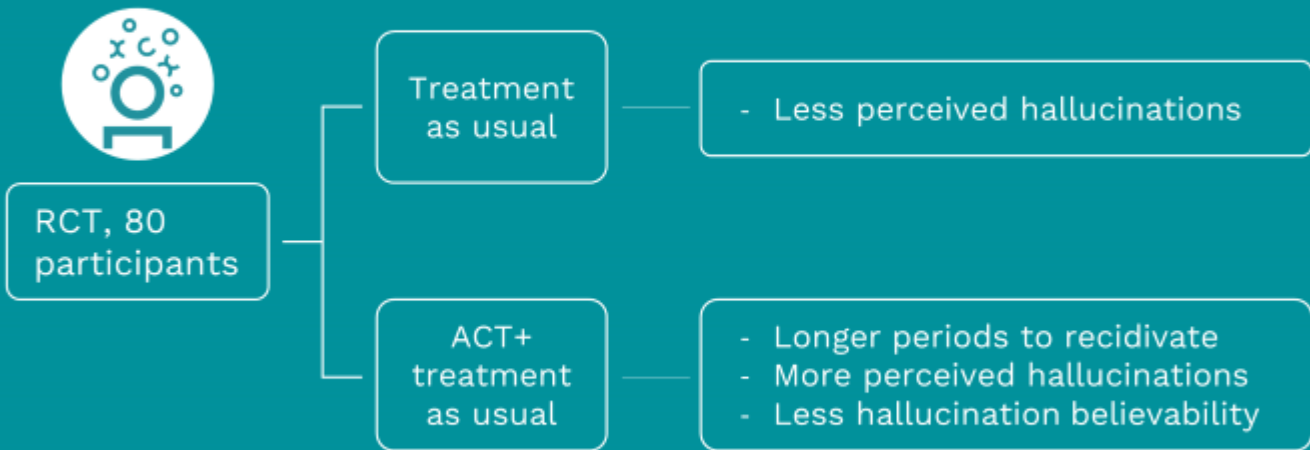 RCT, 80
participants
Treatment
as usual
- Less perceived hallucinations
ACT+
treatment
as usual
- Longer periods to recidivate
- More perceived hallucinations
- Less hallucination believability